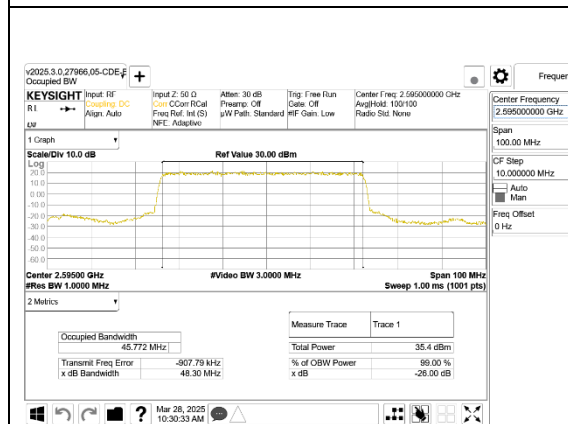 v2025.3.0,27966,05-CDE-F
Occupied BW
Frequen
KEYSIGHT Input: RF Input Z: 50 Ω Atten: 30 dB Trig: Free Run Center Freq: 2.595000000 GHz
R L Coupling: DC Corr CCorr RCal Preamp: Off Gate: Off Avg|Hold: 100/100
Align: Auto Freq Ref: Int (S) µW Path: Standard #IF Gain: Low Radio Std: None
NFE: Adaptive
Center Frequency
2.595000000 GHz
Span
100.00 MHz
CF Step
10.000000 MHz
Auto
Man
Freq Offset
0 Hz
1 Graph
Scale/Div 10.0 dB Ref Value 30.00 dBm
Log
20.0
10.0
0.0
-10.0
-20.0
-30.0
-40.0
-50.0
-60.0
Center 2.59500 GHz #Video BW 3.0000 MHz Span 100 MHz
#Res BW 1.0000 MHz Sweep 1.00 ms (1001 pts)
2 Metrics
Measure Trace Trace 1
Occupied Bandwidth
45.772 MHz Total Power 35.4 dBm
Transmit Freq Error -907.79 kHz % of OBW Power 99.00 %
x dB Bandwidth 48.30 MHz x dB -26.00 dB
Mar 28, 2025
10:30:33 AM